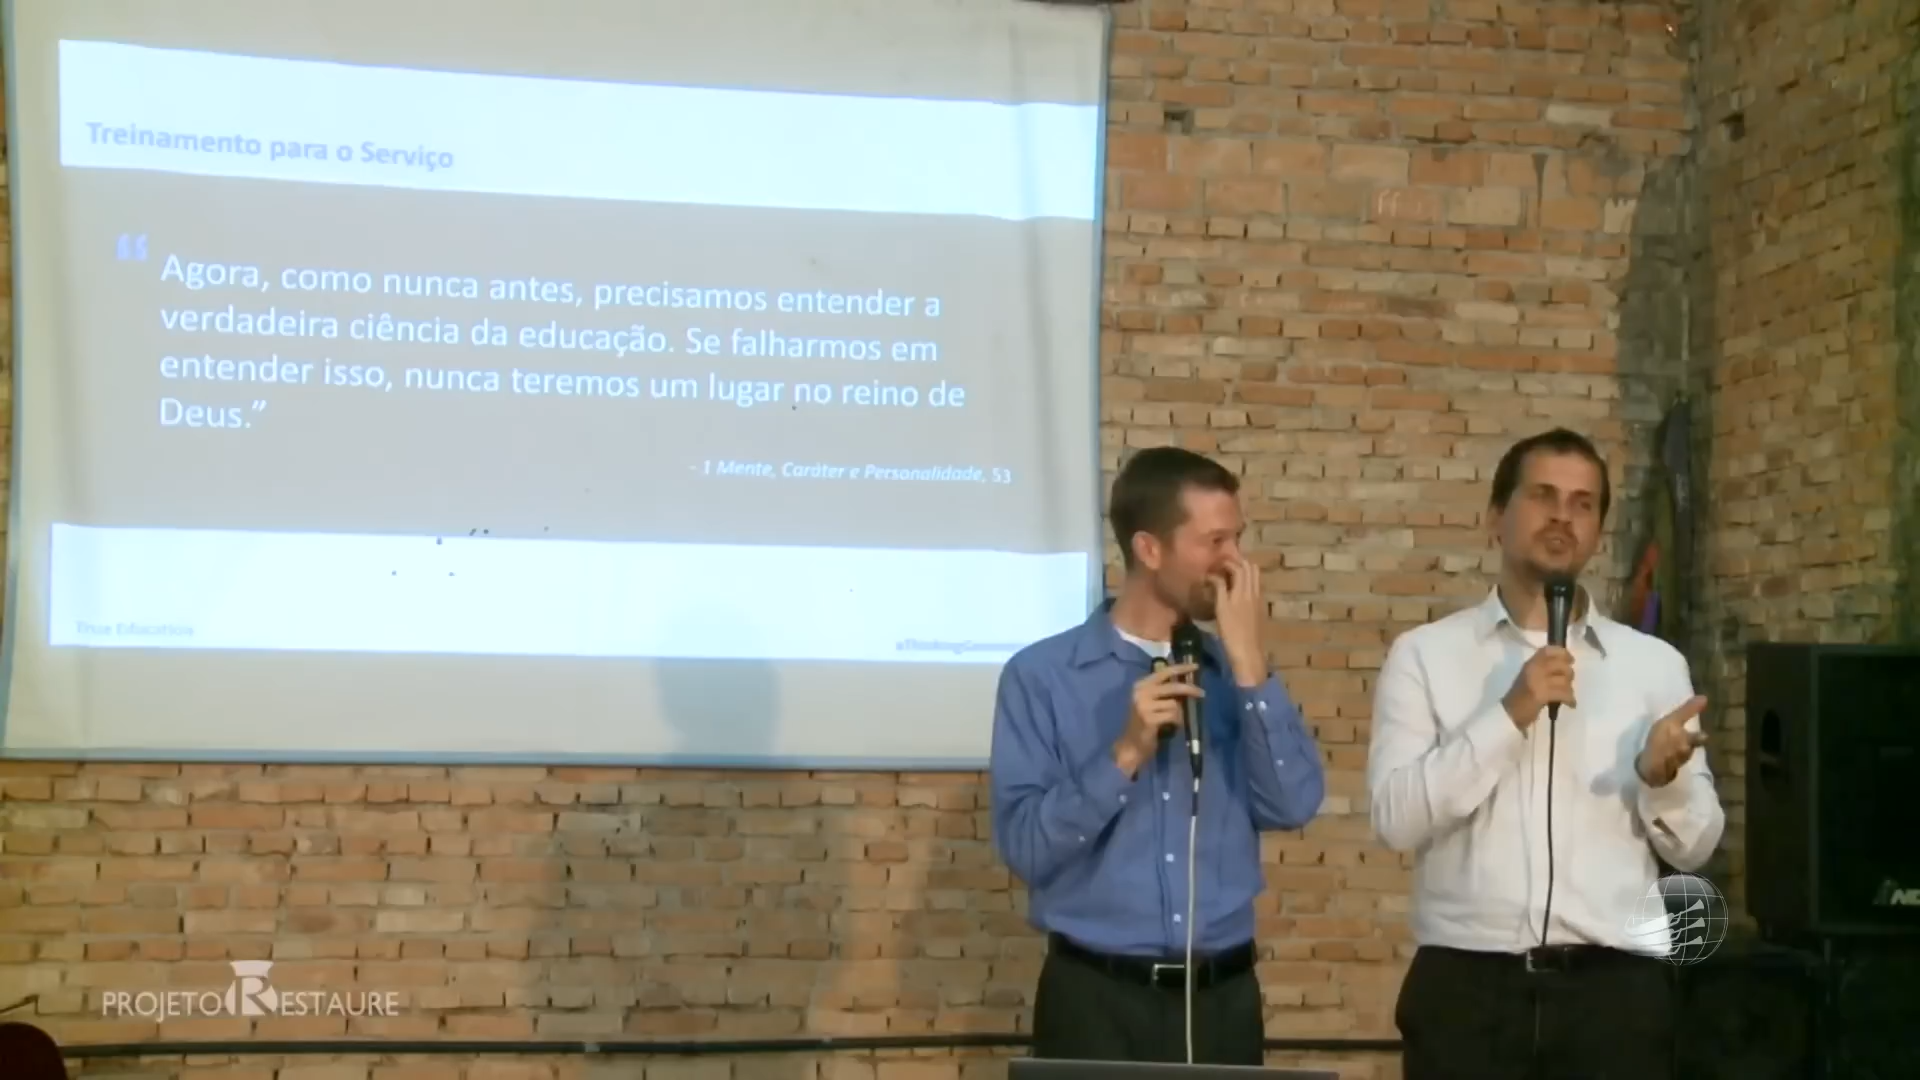 Treinamento para o Serviço
“ Agora, como nunca antes, precisamos entender a
verdadeira ciência da educação. Se falharmos em
entender isso, nunca teremos um lugar no reino de
Deus.”
- 1 Mente, Caráter e Personalidade, 53
True Education
PROJETO RESTAURE